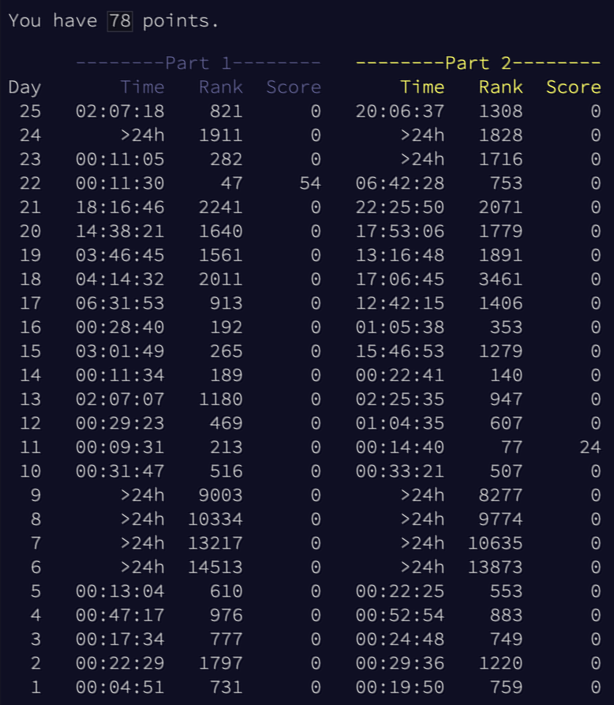 You have 78 points.
--------Part 1-------- --------Part 2--------
Day Time Rank Score Time Rank Score
25 02:07:18 821 0 20:06:37 1308 0
24 >24h 1911 0 >24h 1828 0
23 00:11:05 282 0 >24h 1716 0
22 00:11:30 47 54 06:42:28 753 0
21 18:16:46 2241 0 22:25:50 2071 0
20 14:38:21 1640 0 17:53:06 1779 0
19 03:46:45 1561 0 13:16:48 1891 0
18 04:14:32 2011 0 17:06:45 3461 0
17 06:31:53 913 0 12:42:15 1406 0
16 00:28:40 192 0 01:05:38 353 0
15 03:01:49 265 0 15:46:53 1279 0
14 00:11:34 189 0 00:22:41 140 0
13 02:07:07 1180 0 02:25:35 947 0
12 00:29:23 469 0 01:04:35 607 0
11 00:09:31 213 0 00:14:40 77 24
10 00:31:47 516 0 00:33:21 507 0
9 >24h 9003 0 >24h 8277 0
8 >24h 10334 0 >24h 9774 0
7 >24h 13217 0 >24h 10635 0
6 >24h 14513 0 >24h 13873 0
5 00:13:04 610 0 00:22:25 553 0
4 00:47:17 976 0 00:52:54 883 0
3 00:17:34 777 0 00:24:48 749 0
2 00:22:29 1797 0 00:29:36 1220 0
1 00:04:51 731 0 00:19:50 759 0